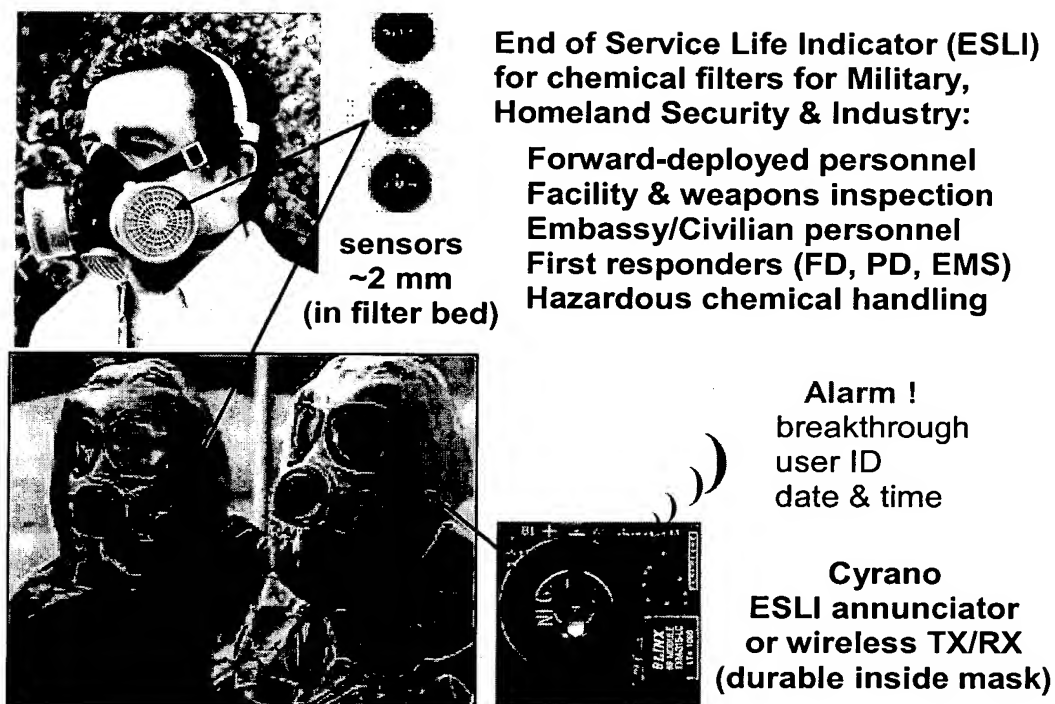 End of Service Life Indicator (ESLI)
for chemical filters for Military,
Homeland Security & Industry:
Forward-deployed personnel
Facility & weapons inspection
Embassy/Civilian personnel
First responders (FD, PD, EMS)
Hazardous chemical handling
sensors
~2 mm
(in filter bed)
Alarm !
breakthrough
user ID
date & time
Cyrano
ESLI annunciator
or wireless TX/RX
(durable inside mask)